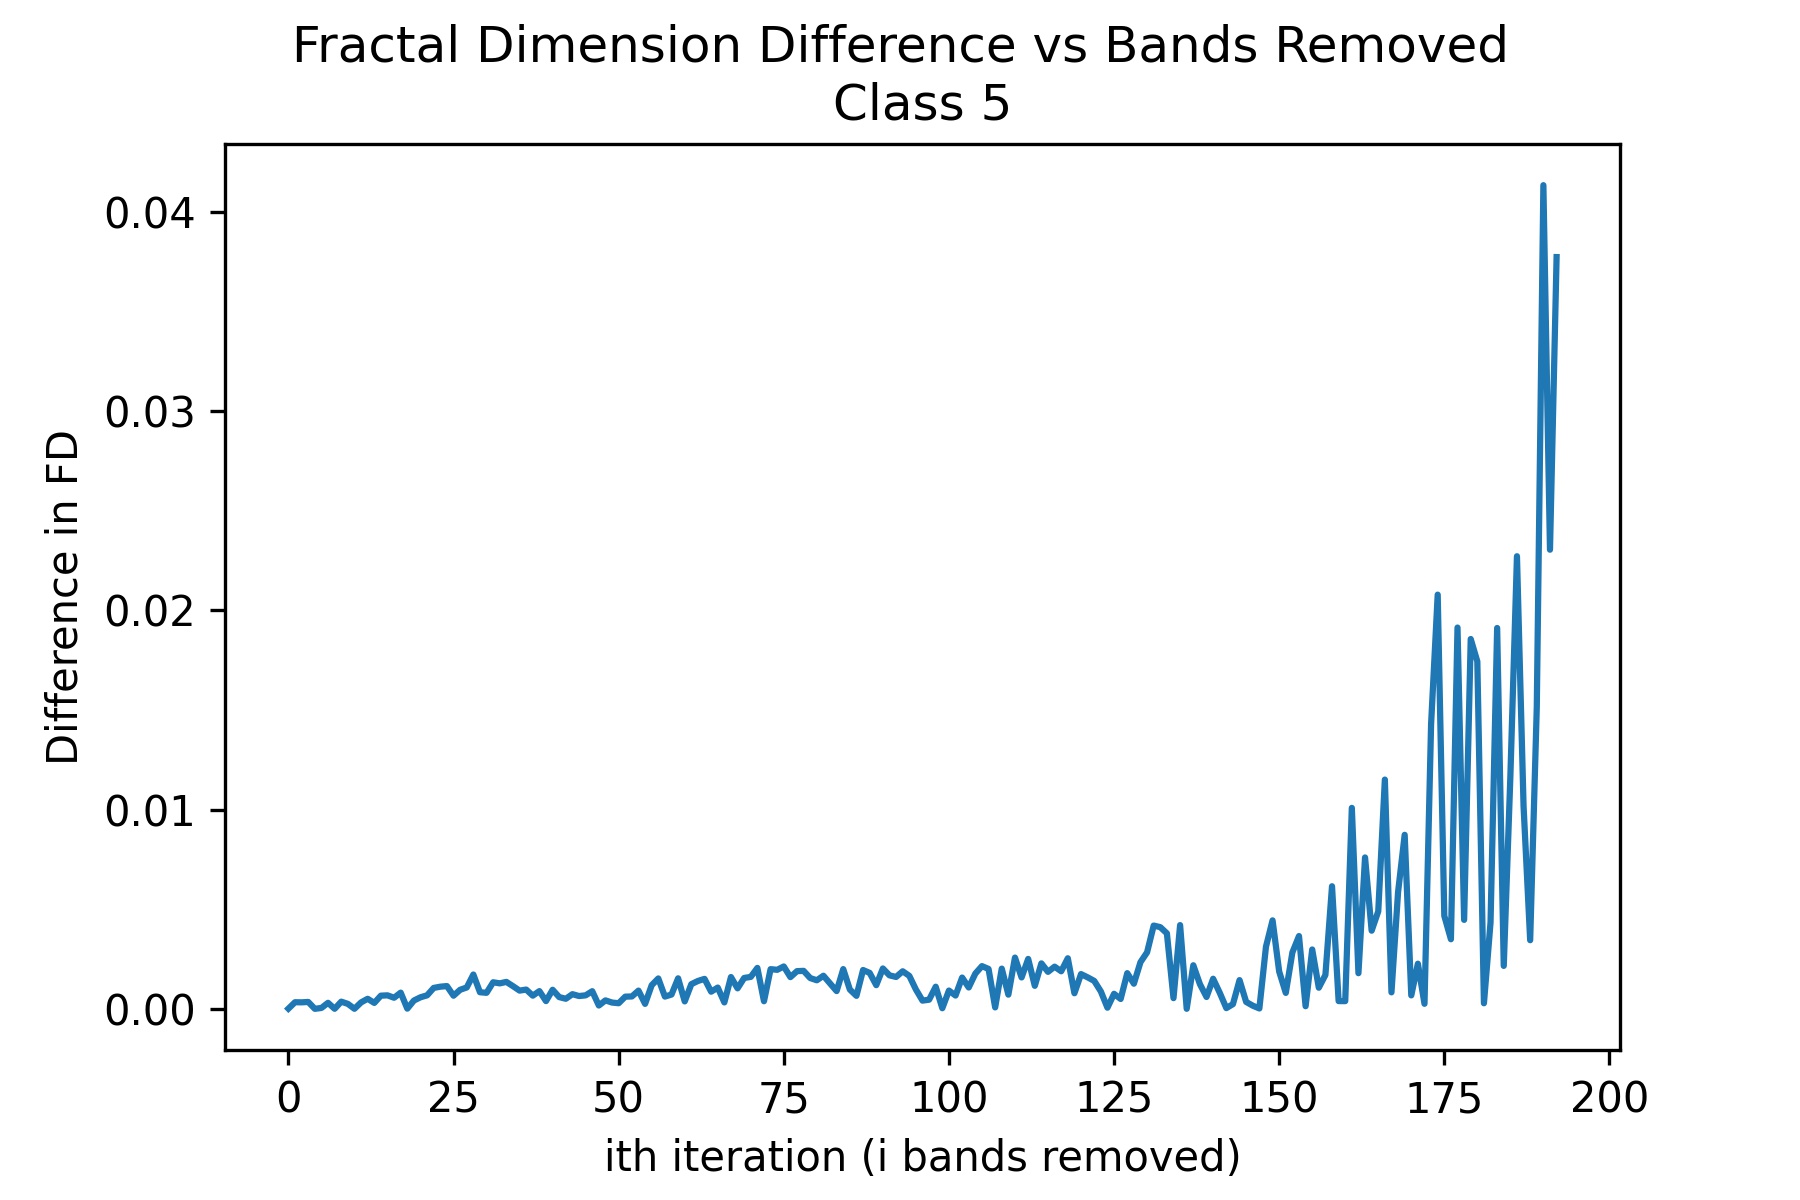 Fractal Dimension Difference vs Bands Removed
Class 5
Difference in FD
0.04
0.03
0.02
0.01
0.00
0 25 50 75 100 125 150 175 200
ith iteration (i bands removed)